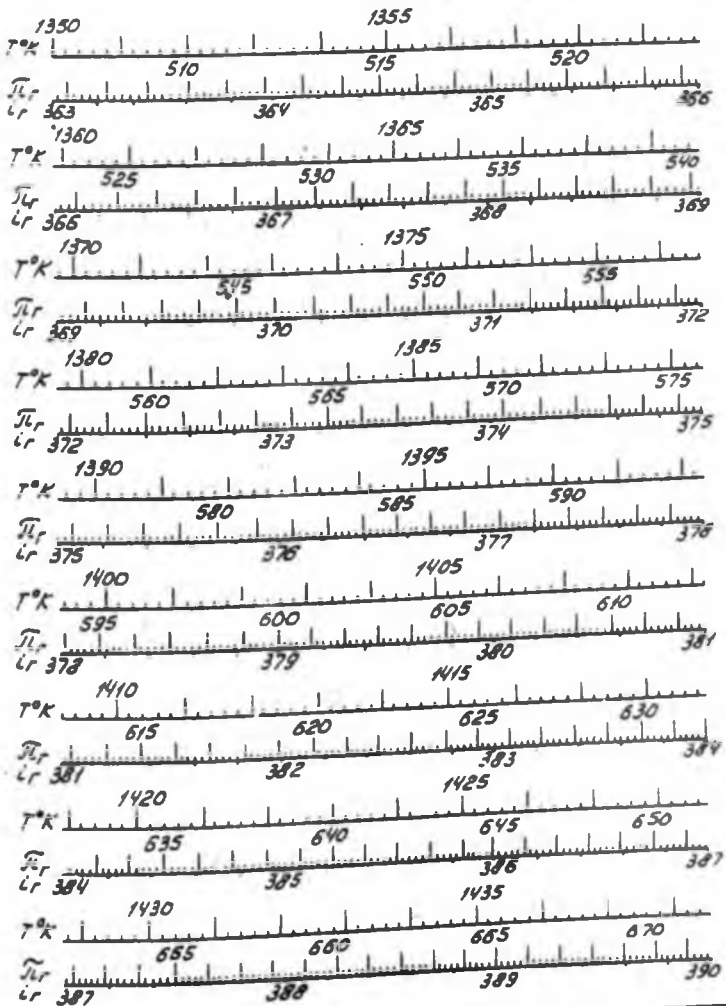 1350 1355
T°K
510 515 520
πr
ir 363 364 365 366
1360 1365
T°K
525 530 535 540
πr
ir 366 367 368 369
1370 1375
T°K
545 550 555
πr
ir 369 370 371 372
1380 1385
T°K
560 565 570 575
πr
ir 372 373 374 375
1390 1395
T°K
580 585 590
πr
ir 375 376 377 378
1400 1405
T°K
595 600 605 610
πr
ir 378 379 380 381
1410 1415
T°K
615 620 625 630
πr
ir 381 382 383 384
1420 1425
T°K
635 640 645 650
πr
ir 384 385 386 387
1430 1435
T°K
655 660 665 670
πr
ir 387 388 389 390